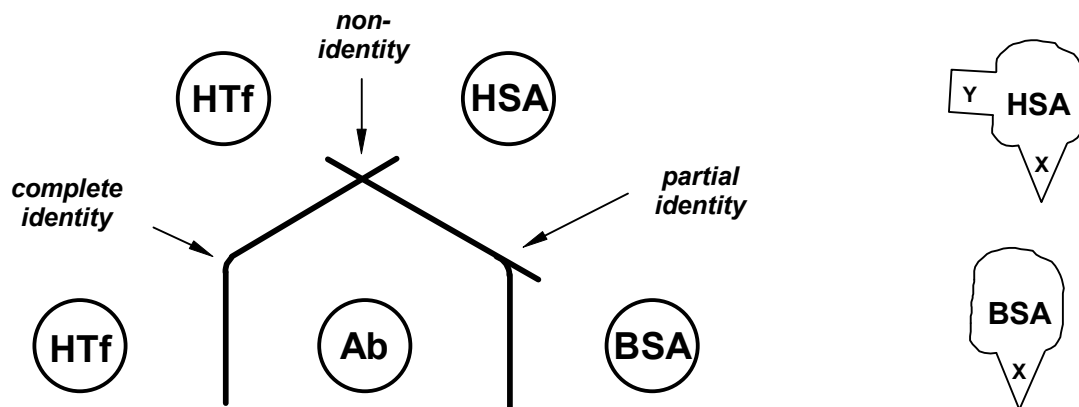 non-
identity
HTf
HSA
complete
identity
partial
identity
HTf
Ab
BSA
Y
HSA
X
BSA
X